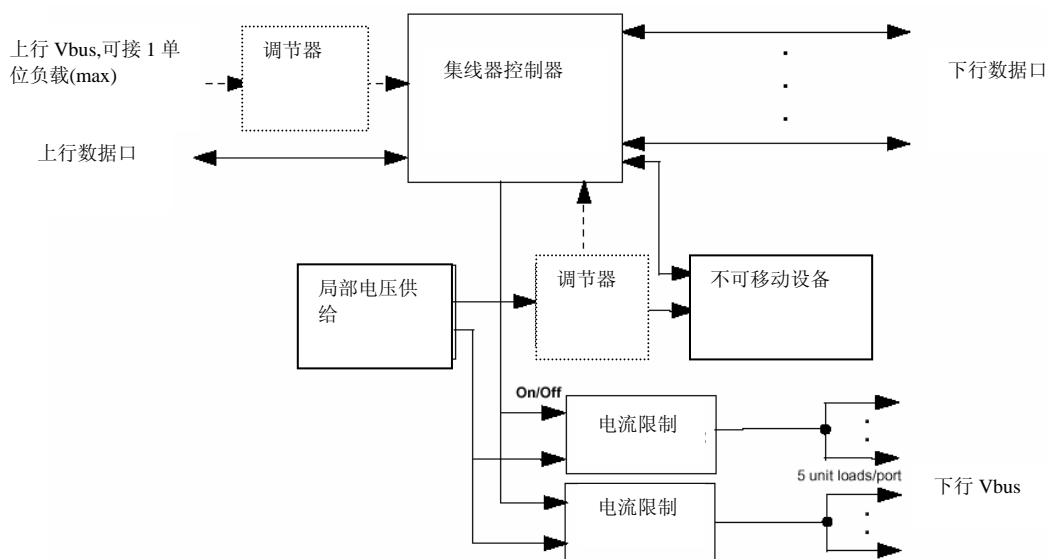 上行 Vbus,可接 1 单
位负载(max)
调节器
集线器控制器
下行数据口
上行数据口
局部电压供
给
调节器
不可移动设备
On/Off
电流限制
5 unit loads/port
下行 Vbus
电流限制